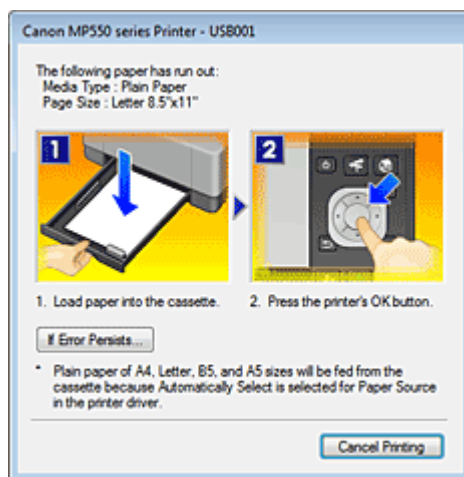 Canon MP550 series Printer - USB001
The following paper has run out:
Media Type : Plain Paper
Page Size : Letter 8.5"x11"
1
2
1. Load paper into the cassette.
2. Press the printer's OK button.
If Error Persists...
* Plain paper of A4, Letter, B5, and A5 sizes will be fed from the
cassette because Automatically Select is selected for Paper Source
in the printer driver.
Cancel Printing